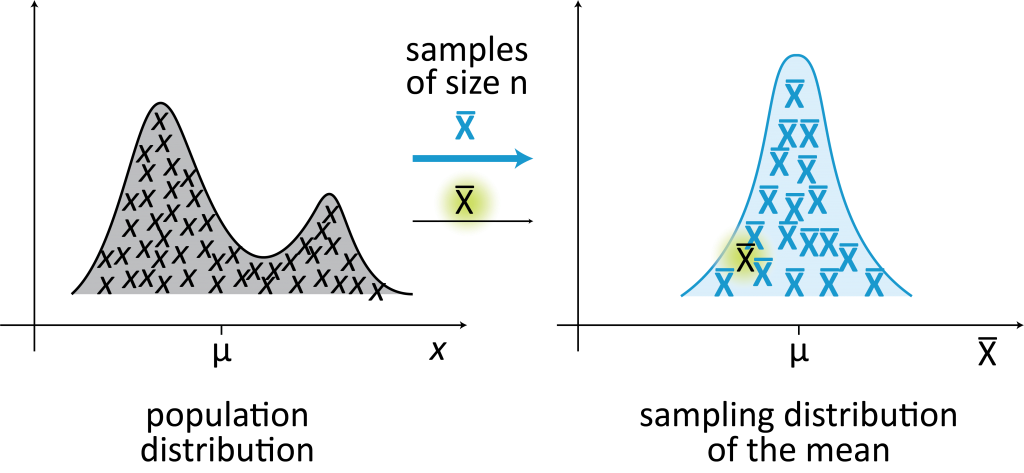 samples
of size n
X̄
X̄
μ
x
μ
X̄
population
distribution
sampling distribution
of the mean